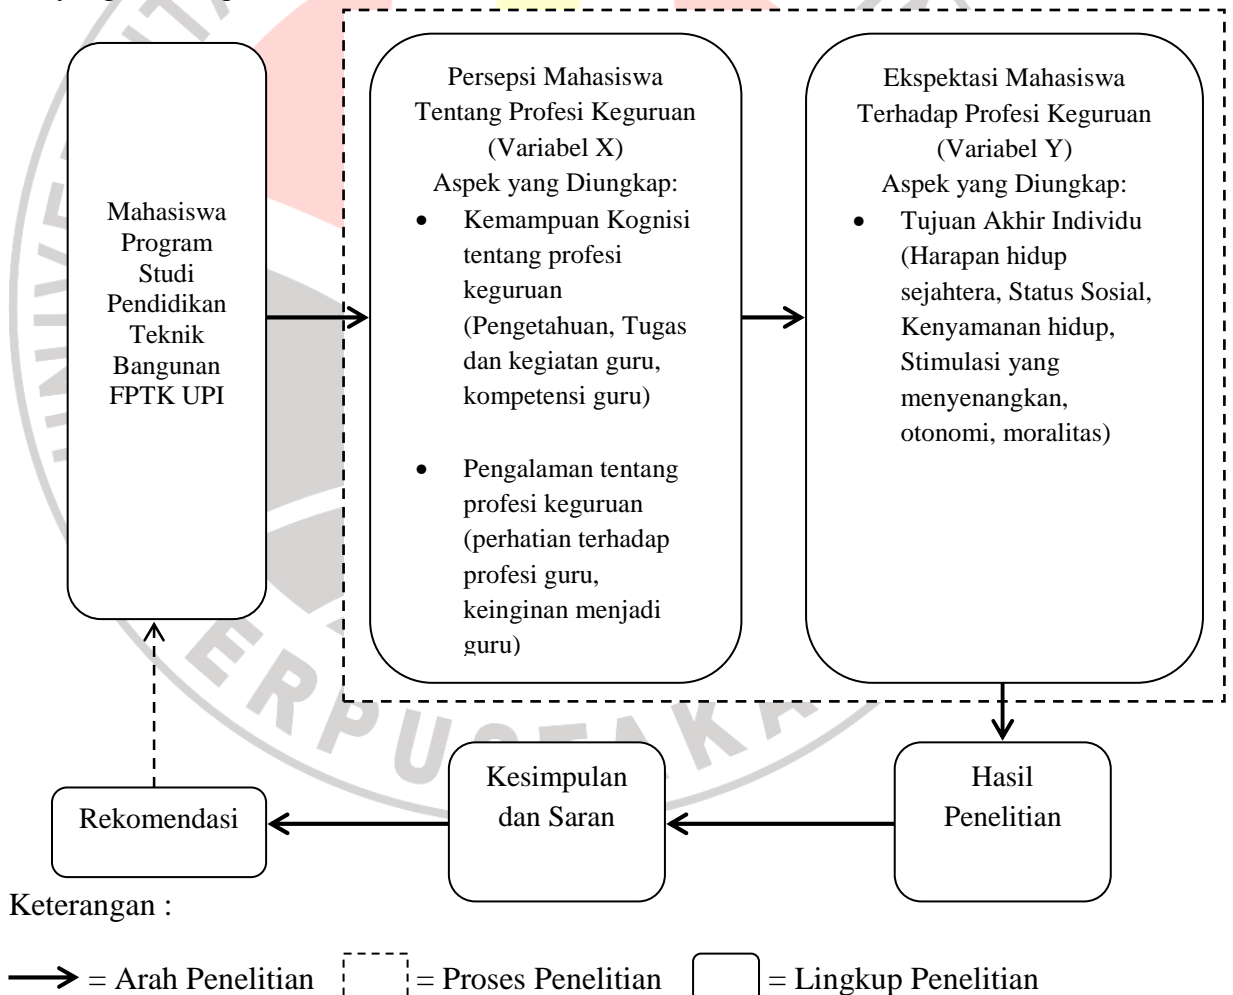 Mahasiswa
Program
Studi
Pendidikan
Teknik
Bangunan
FPTK UPI
Persepsi Mahasiswa
Tentang Profesi Keguruan
(Variabel X)
Aspek yang Diungkap:
• Kemampuan Kognisi
tentang profesi
keguruan
(Pengetahuan, Tugas
dan kegiatan guru,
kompetensi guru)
• Pengalaman tentang
profesi keguruan
(perhatian terhadap
profesi guru,
keinginan menjadi
guru)
Ekspektasi Mahasiswa
Terhadap Profesi Keguruan
(Variabel Y)
Aspek yang Diungkap:
• Tujuan Akhir Individu
(Harapan hidup
sejahtera, Status Sosial,
Kenyamanan hidup,
Stimulasi yang
menyenangkan,
otonomi, moralitas)
Hasil
Penelitian
Kesimpulan
dan Saran
Rekomendasi
Keterangan :
= Arah Penelitian = Proses Penelitian = Lingkup Penelitian